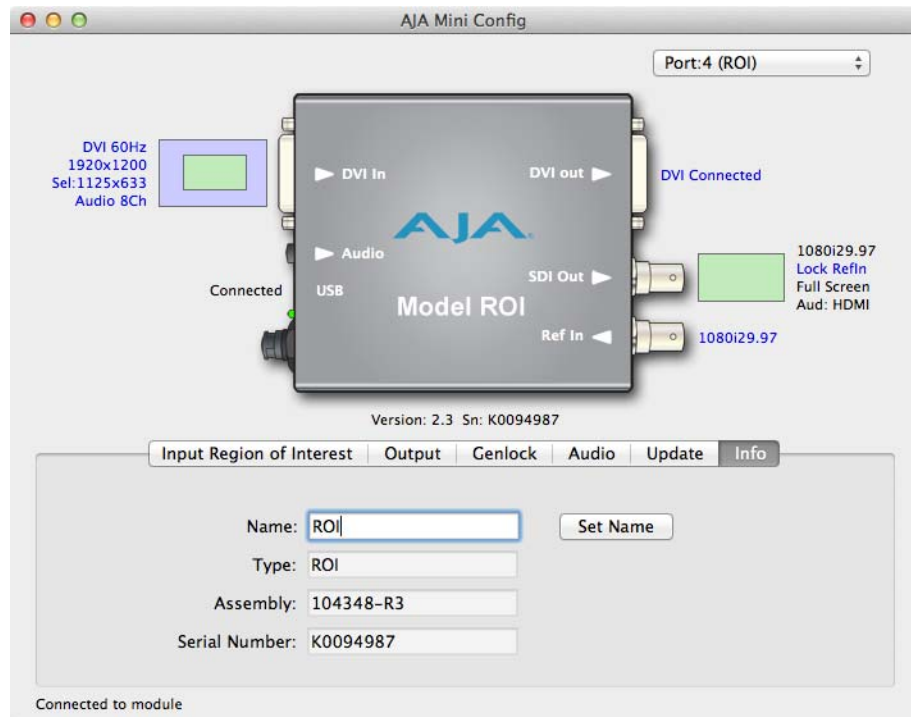 AJA Mini Config
Port:4 (ROI)
DVI 60Hz
1920x1200
Sel:1125x633
Audio 8Ch
DVI In
DVI out
DVI Connected
AJA
Audio
Connected
USB
SDI Out
Model ROI
Ref In
1080i29.97
Lock RefIn
Full Screen
Aud: HDMI
1080i29.97
Version: 2.3 Sn: K0094987
Input Region of Interest
Output
Genlock
Audio
Update
Info
Name: ROI
Set Name
Type: ROI
Assembly: 104348-R3
Serial Number: K0094987
Connected to module